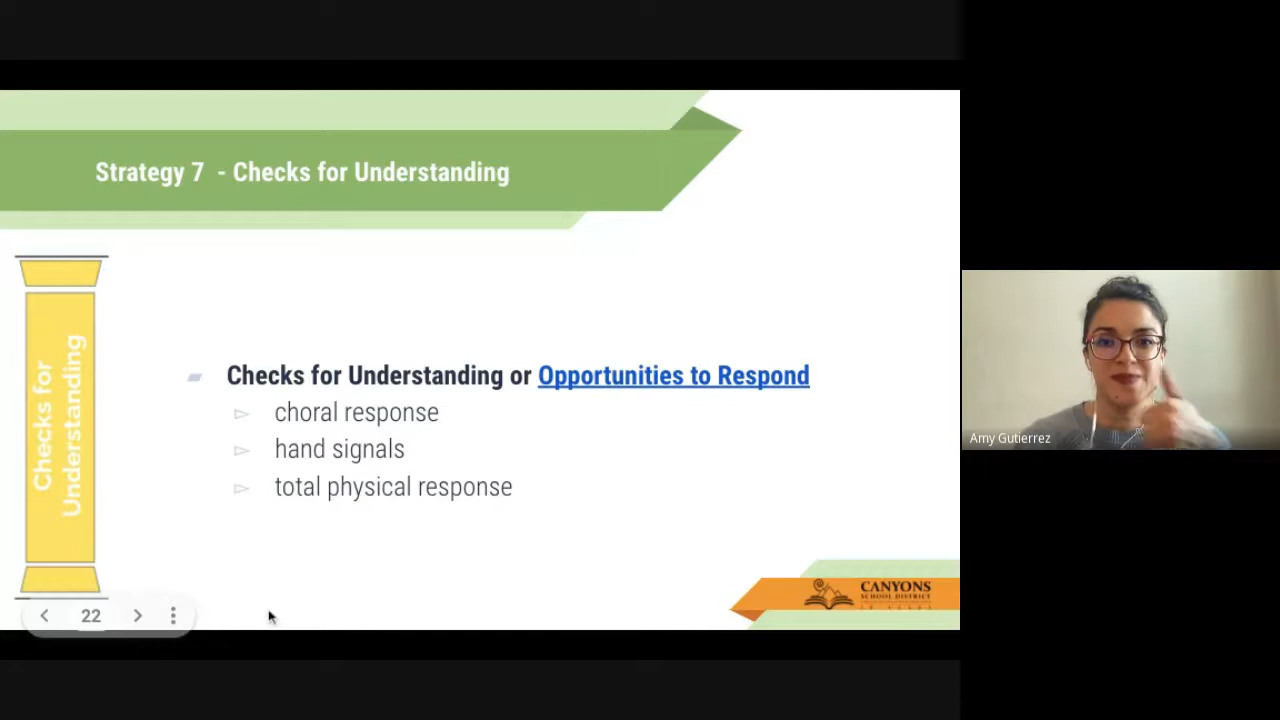 Strategy 7 - Checks for Understanding
Checks for
Understanding
Checks for Understanding or Opportunities to Respond
choral response
hand signals
total physical response
22
CANYONS
SCHOOL DISTRICT
Amy Gutierrez